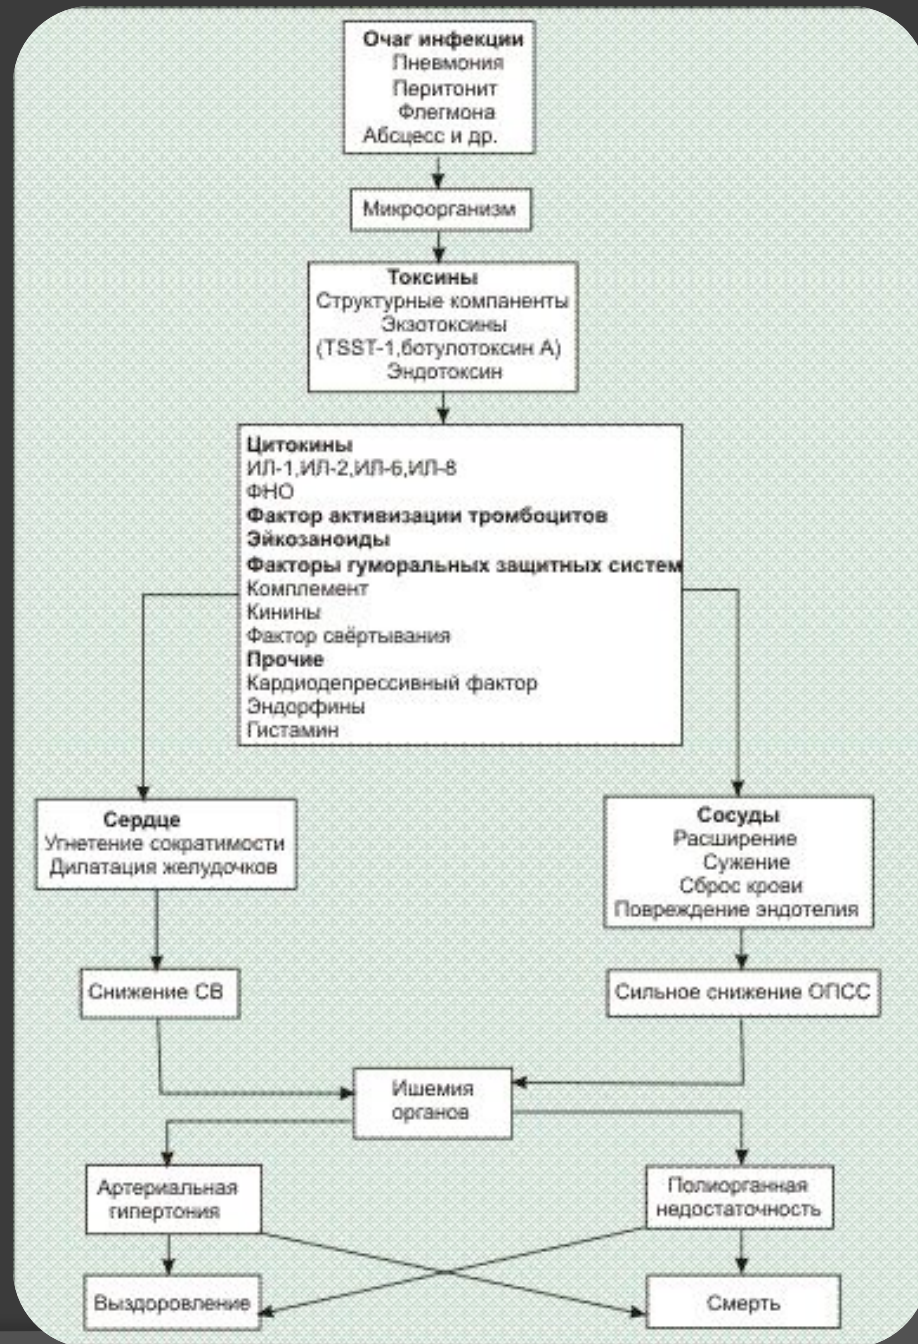 Очаг инфекции
Пневмония
Перитонит
Флегмона
Абсцесс и др.
Микроорганизм
Токсины
Структурные компоненты
Экзотоксины
(TSST-1,ботулотоксин А)
Эндотоксин
Цитокины
ИЛ-1,ИЛ-2,ИЛ-6,ИЛ-8
ФНО
Фактор активизации тромбоцитов
Эйкозаноиды
Факторы гуморальных защитных систем
Комплемент
Кинины
Фактор свёртывания
Прочие
Кардиодепрессивный фактор
Эндорфины
Гистамин
Сердце
Угнетение сократимости
Дилатация желудочков
Сосуды
Расширение
Сужение
Сброс крови
Повреждение эндотелия
Снижение СВ
Сильное снижение ОПСС
Ишемия
органов
Артериальная
гипертония
Полиорганная
недостаточность
Выздоровление
Смерть